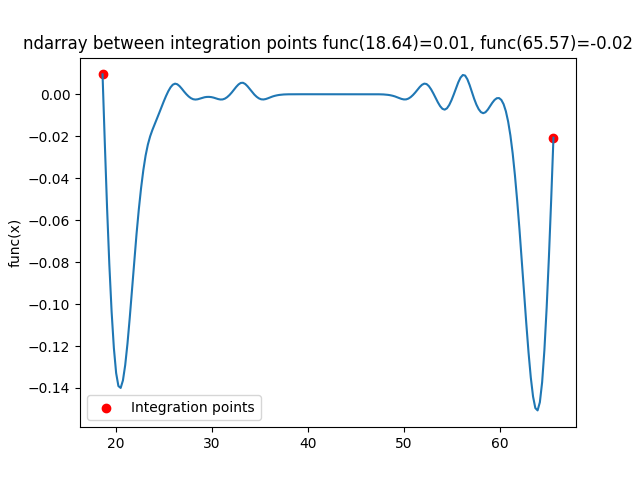 ndarray between integration points func(18.64)=0.01, func(65.57)=-0.02
func(x)
0.00
−0.02
−0.04
−0.06
−0.08
−0.10
−0.12
−0.14
Integration points
20 30 40 50 60